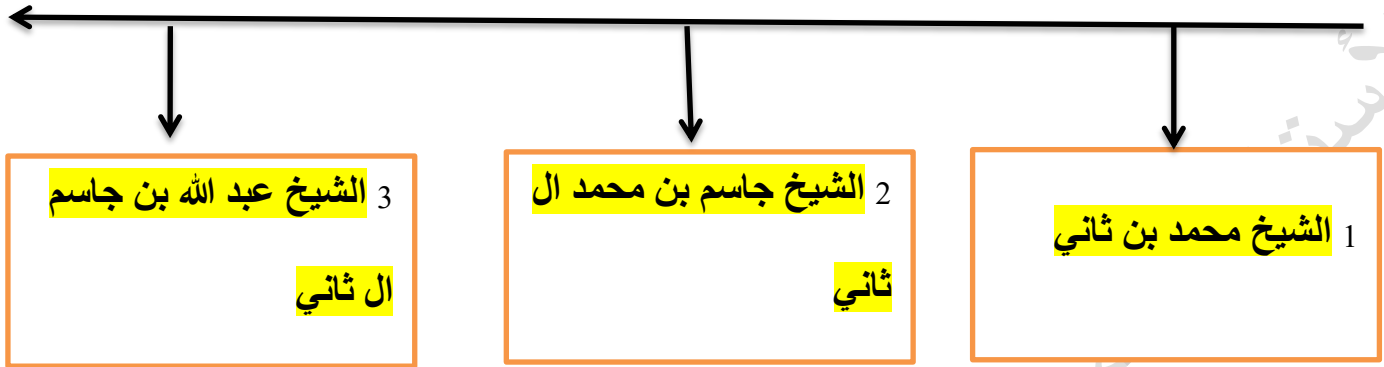 1 الشيخ محمد بن ثاني
2 الشيخ جاسم بن محمد ال
ثاني
3 الشيخ عبد الله بن جاسم
ال ثاني